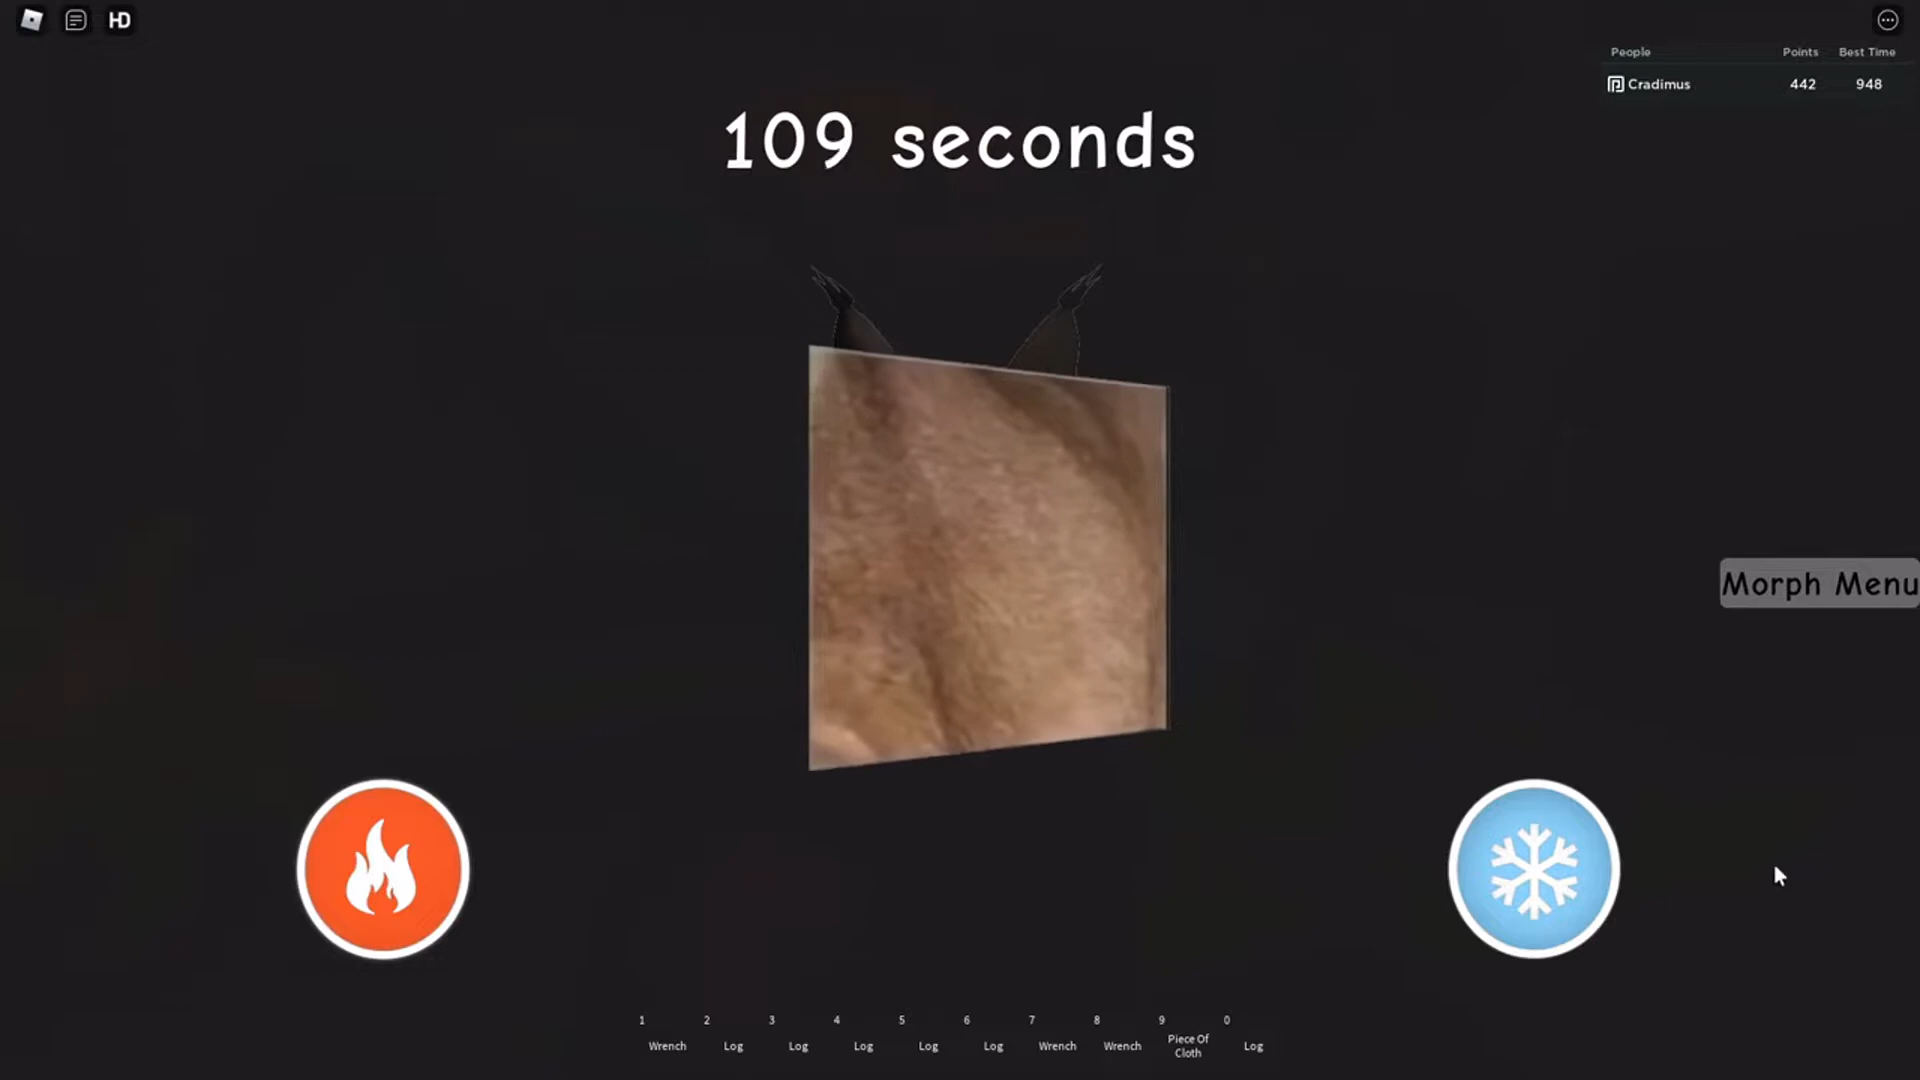 HD
People Points Best Time
Cradimus 442 948
109 seconds
Morph Menu
1 2 3 4 5 6 7 8 9 0
Wrench Log Log Log Log Log Wrench Wrench Piece Of Cloth Log